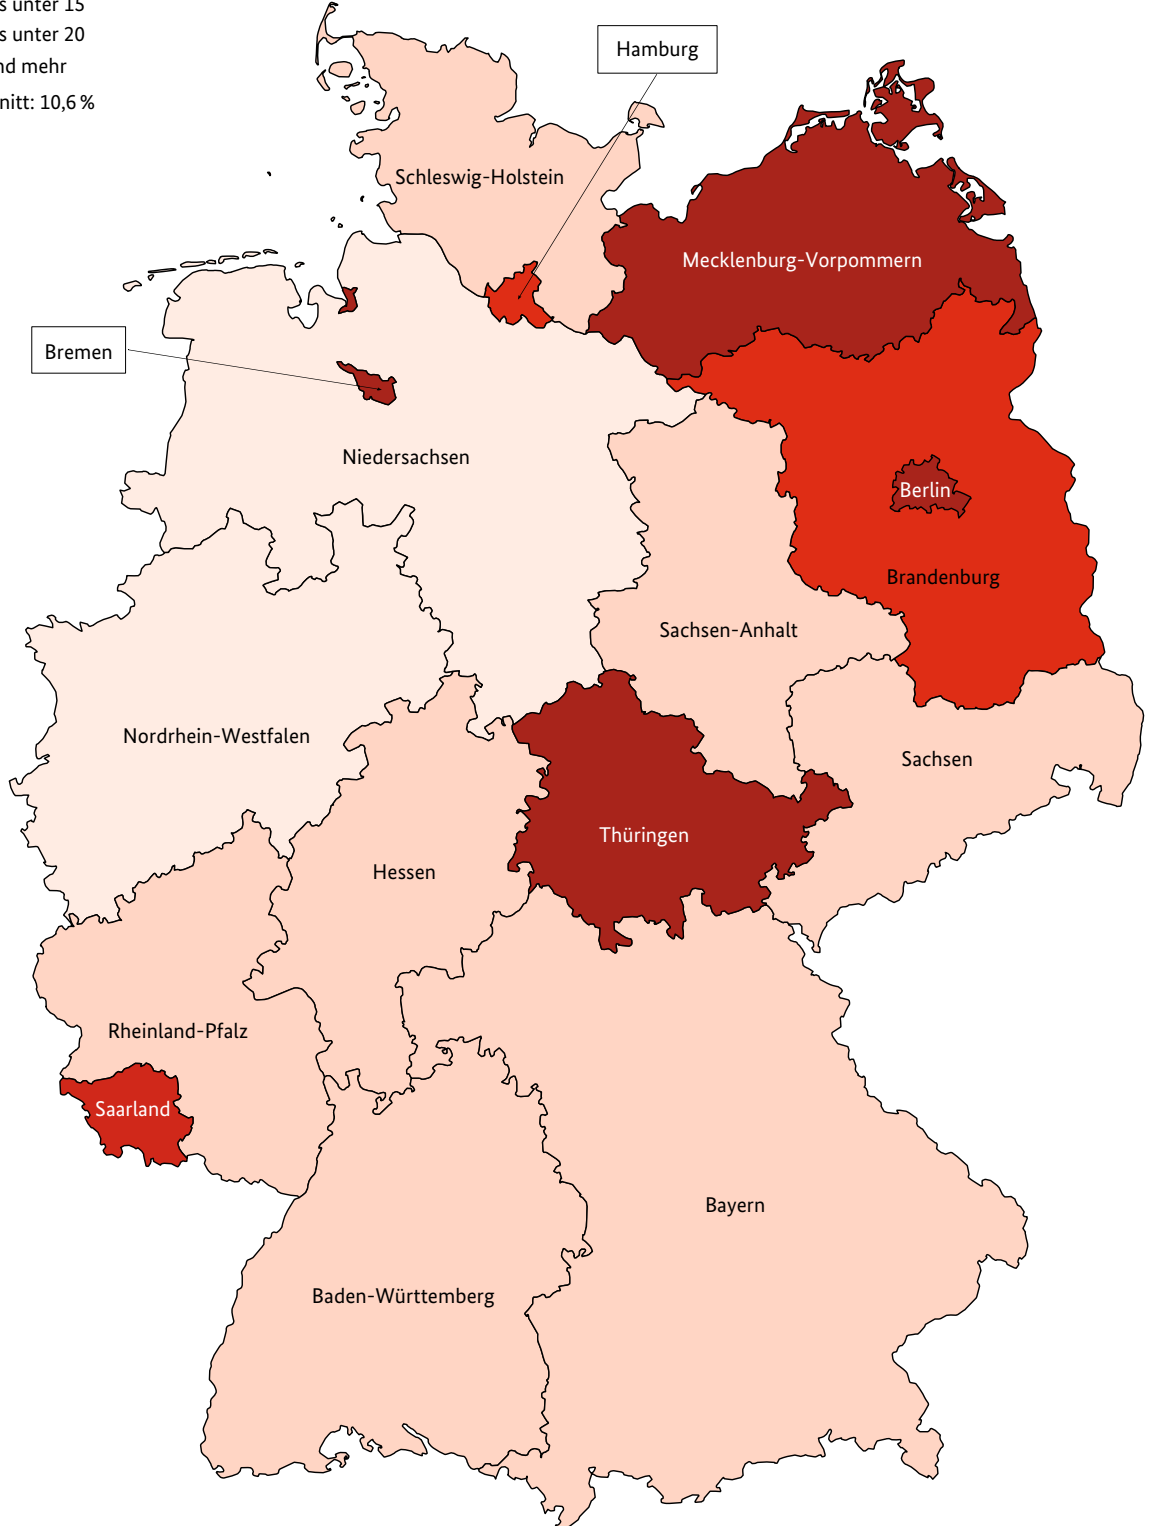 s unter 15
s unter 20
nd mehr
nitt: 10,6 %
Hamburg
Schleswig-Holstein
Mecklenburg-Vorpommern
Bremen
Niedersachsen
Berlin
Brandenburg
Sachsen-Anhalt
Nordrhein-Westfalen
Sachsen
Thüringen
Hessen
Rheinland-Pfalz
Saarland
Bayern
Baden-Württemberg